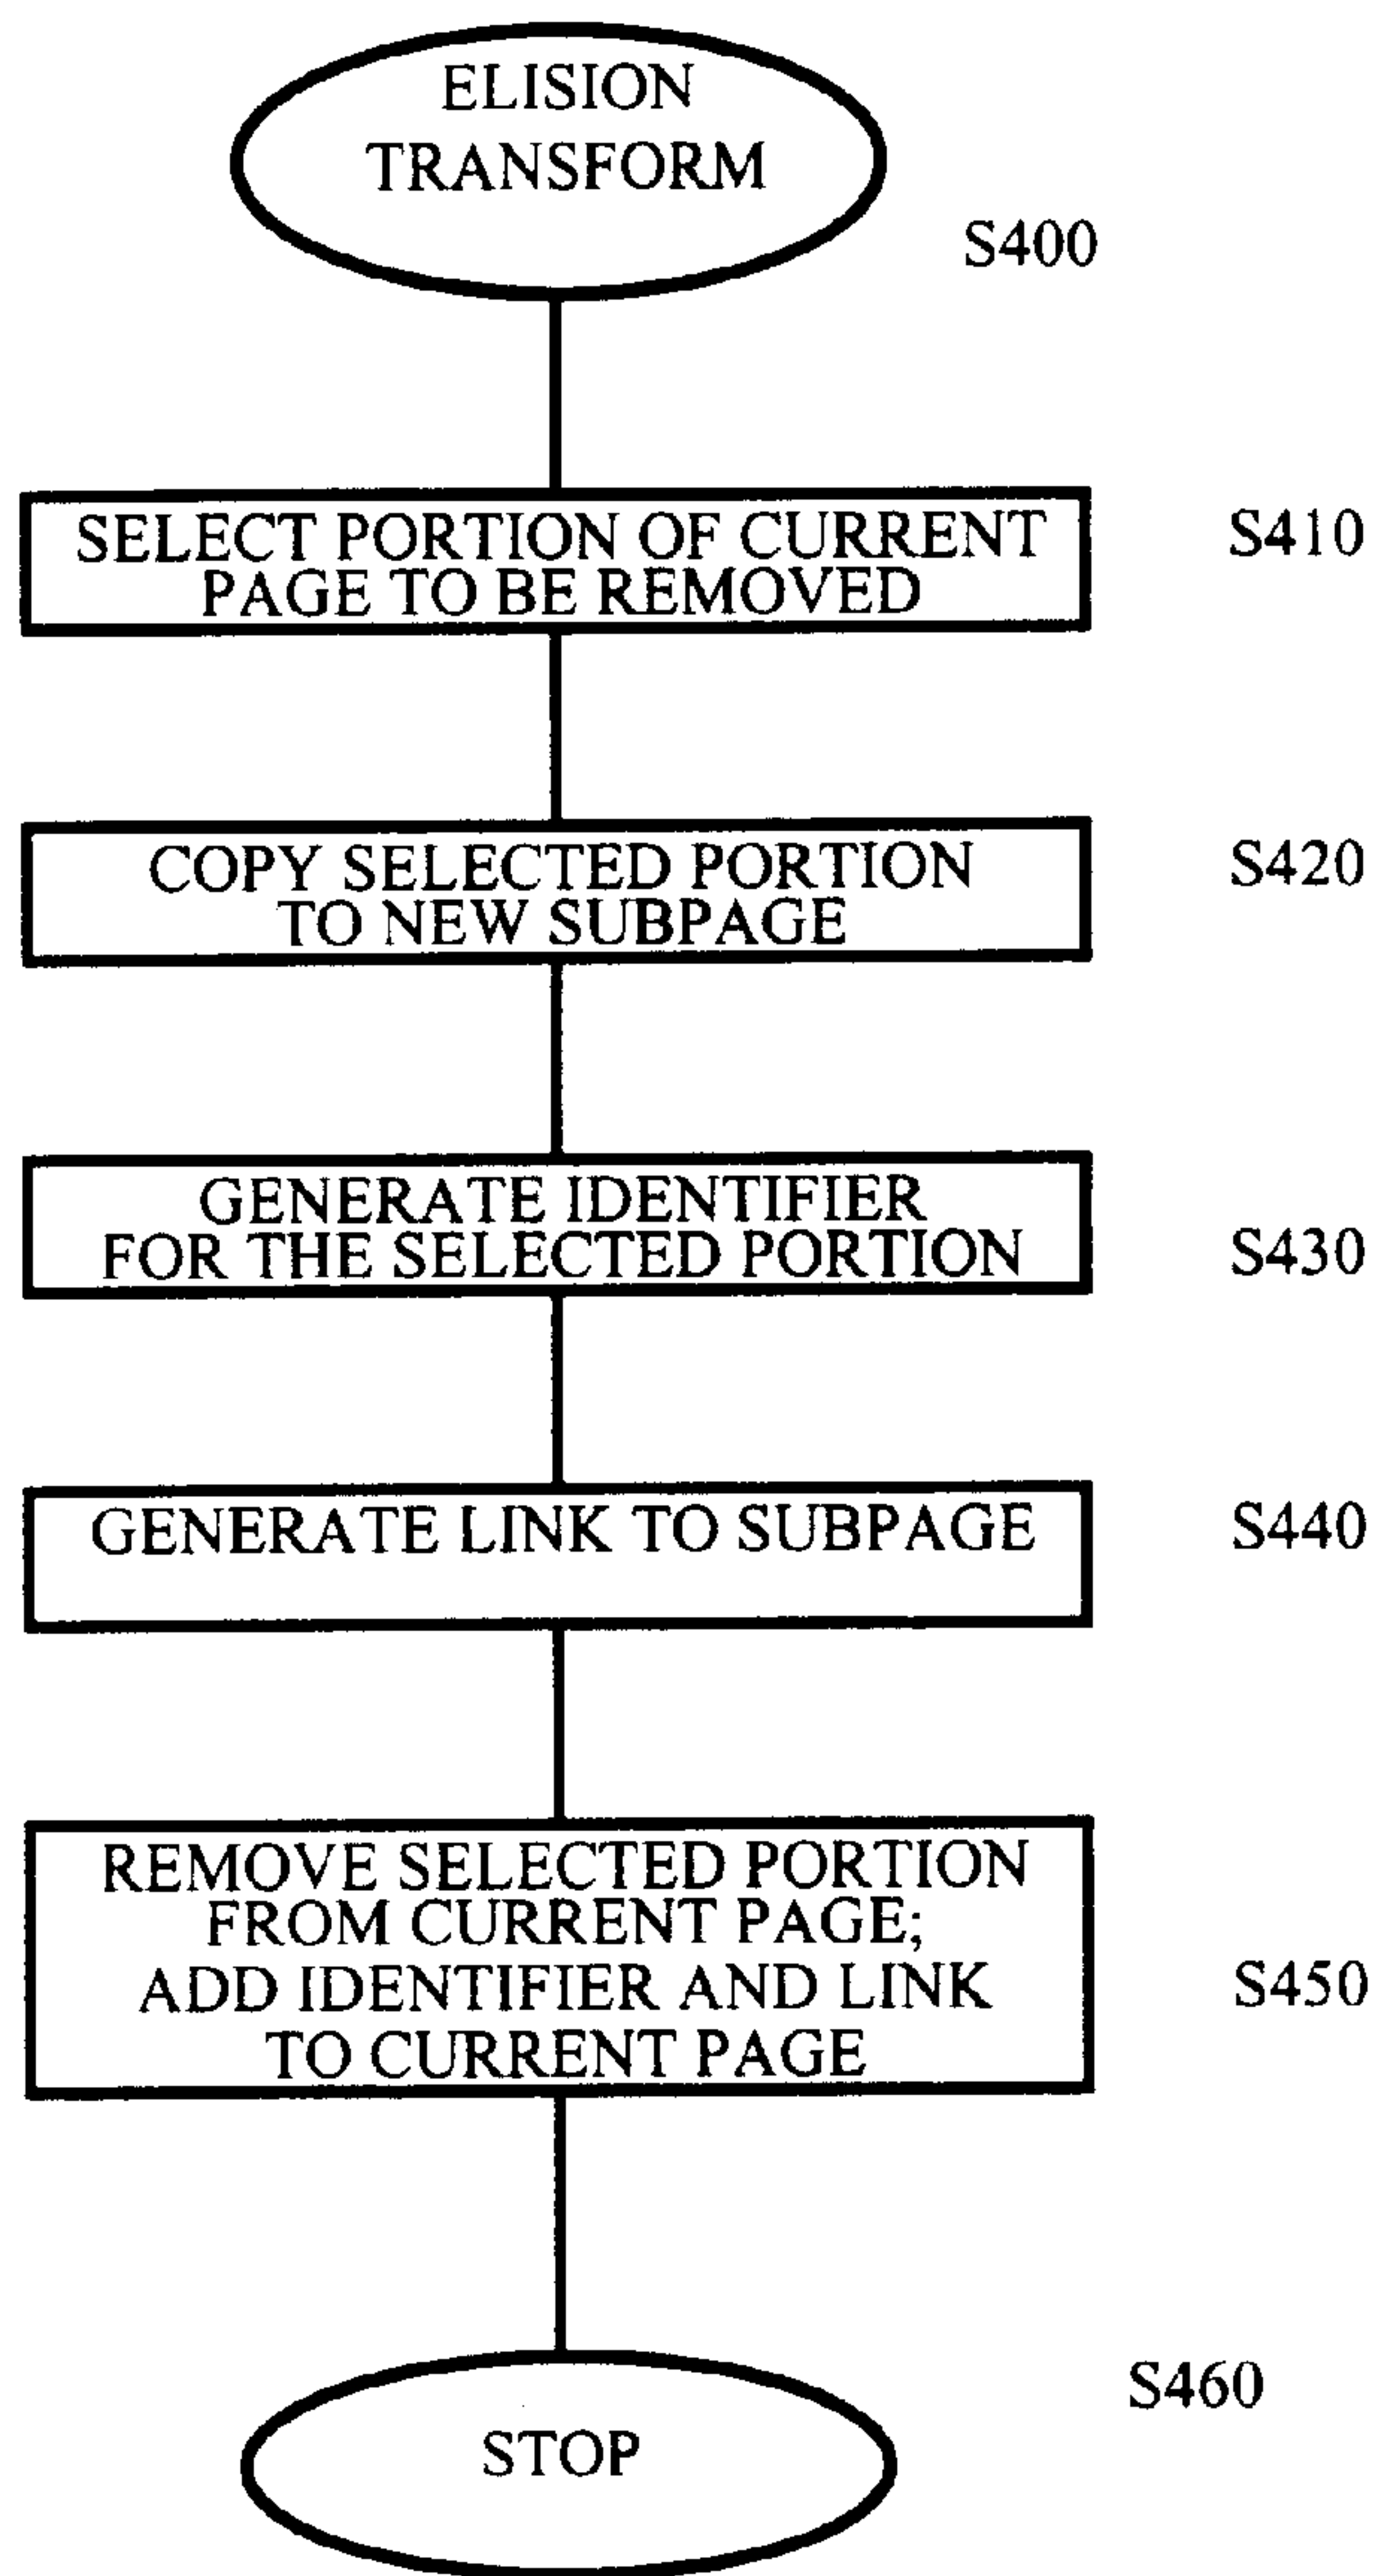 ELISION
TRANSFORM
S400
SELECT PORTION OF CURRENT
PAGE TO BE REMOVED
S410
COPY SELECTED PORTION
TO NEW SUBPAGE
S420
GENERATE IDENTIFIER
FOR THE SELECTED PORTION
S430
GENERATE LINK TO SUBPAGE
S440
REMOVE SELECTED PORTION
FROM CURRENT PAGE;
ADD IDENTIFIER AND LINK
TO CURRENT PAGE
S450
S460
STOP